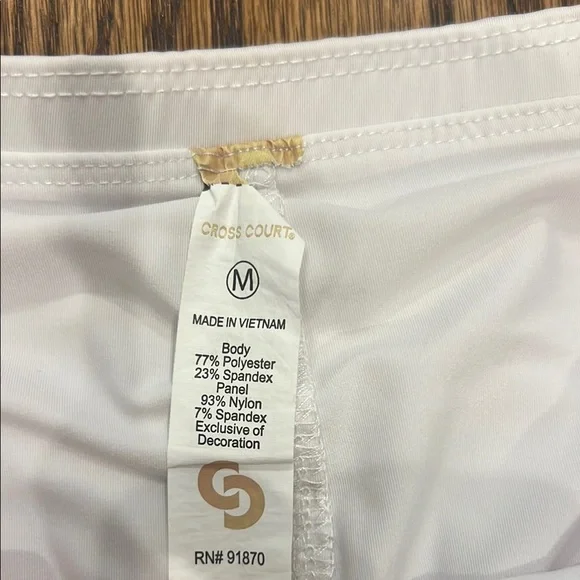 CROSS COURT®
M
MADE IN VIETNAM
Body
77% Polyester
23% Spandex
Panel
93% Nylon
7% Spandex
Exclusive of
Decoration
RN# 91870